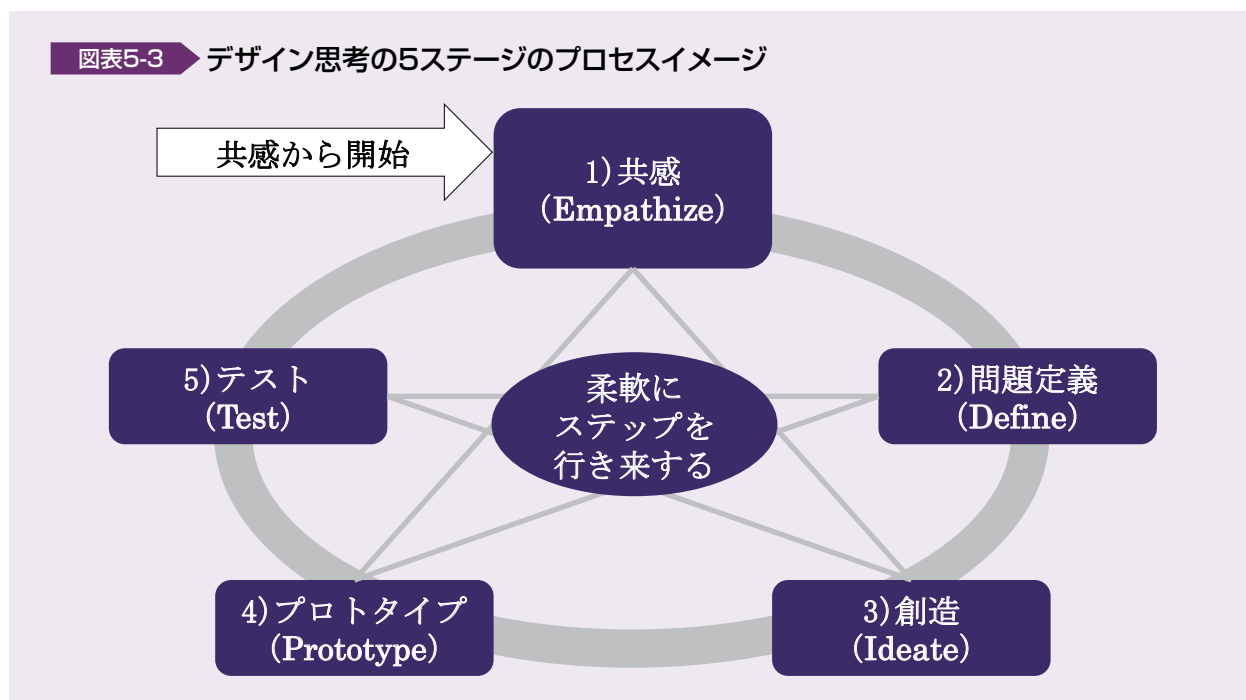 図表5-3 デザイン思考の5ステージのプロセスイメージ
共感から開始
1)共感
(Empathize)
2)問題定義
(Define)
3)創造
(Ideate)
4)プロトタイプ
(Prototype)
5)テスト
(Test)
柔軟に
ステップを
行き来する